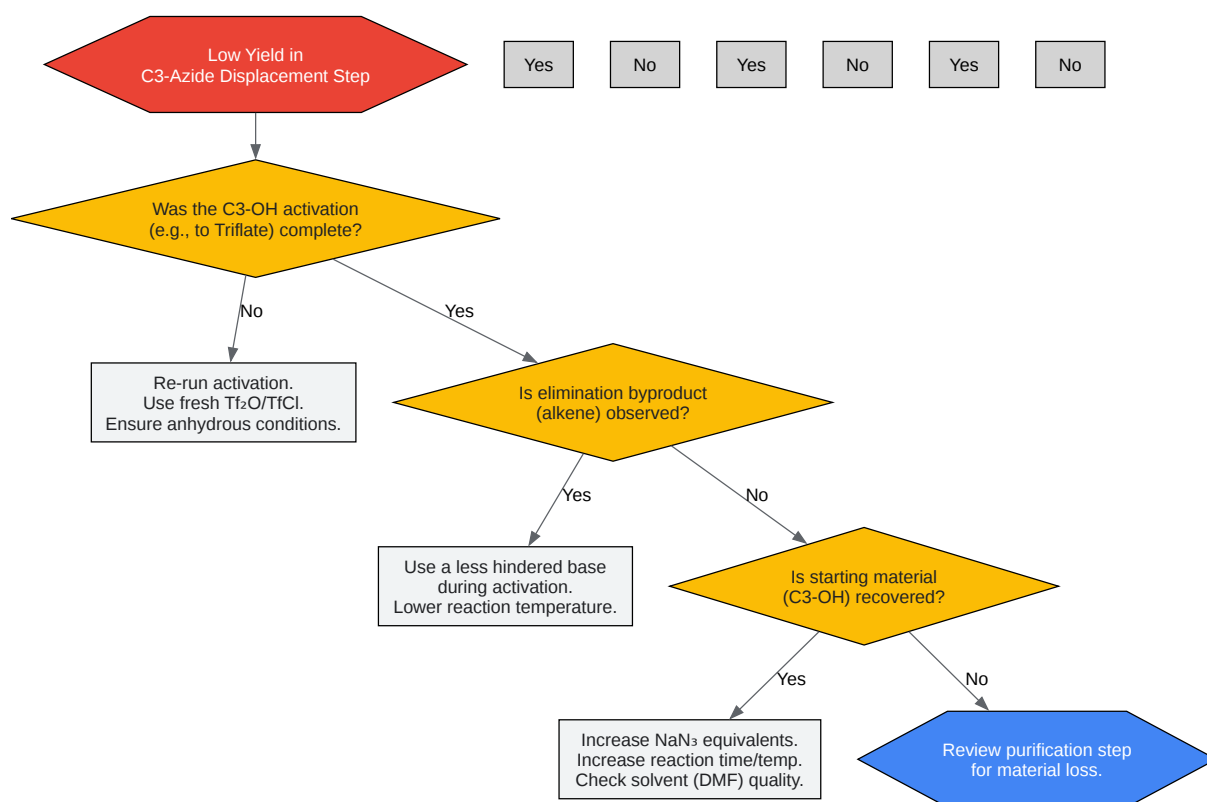 Low Yield in
C3-Azide Displacement Step
Yes
No
Yes
No
Yes
No
Was the C3-OH activation
(e.g., to Triflate) complete?
No
Yes
Re-run activation.
Use fresh Tf₂O/TfCl.
Ensure anhydrous conditions.
Is elimination byproduct
(alkene) observed?
Yes
No
Use a less hindered base
during activation.
Lower reaction temperature.
Is starting material
(C3-OH) recovered?
Yes
No
Increase NaN₃ equivalents.
Increase reaction time/temp.
Check solvent (DMF) quality.
Review purification step
for material loss.